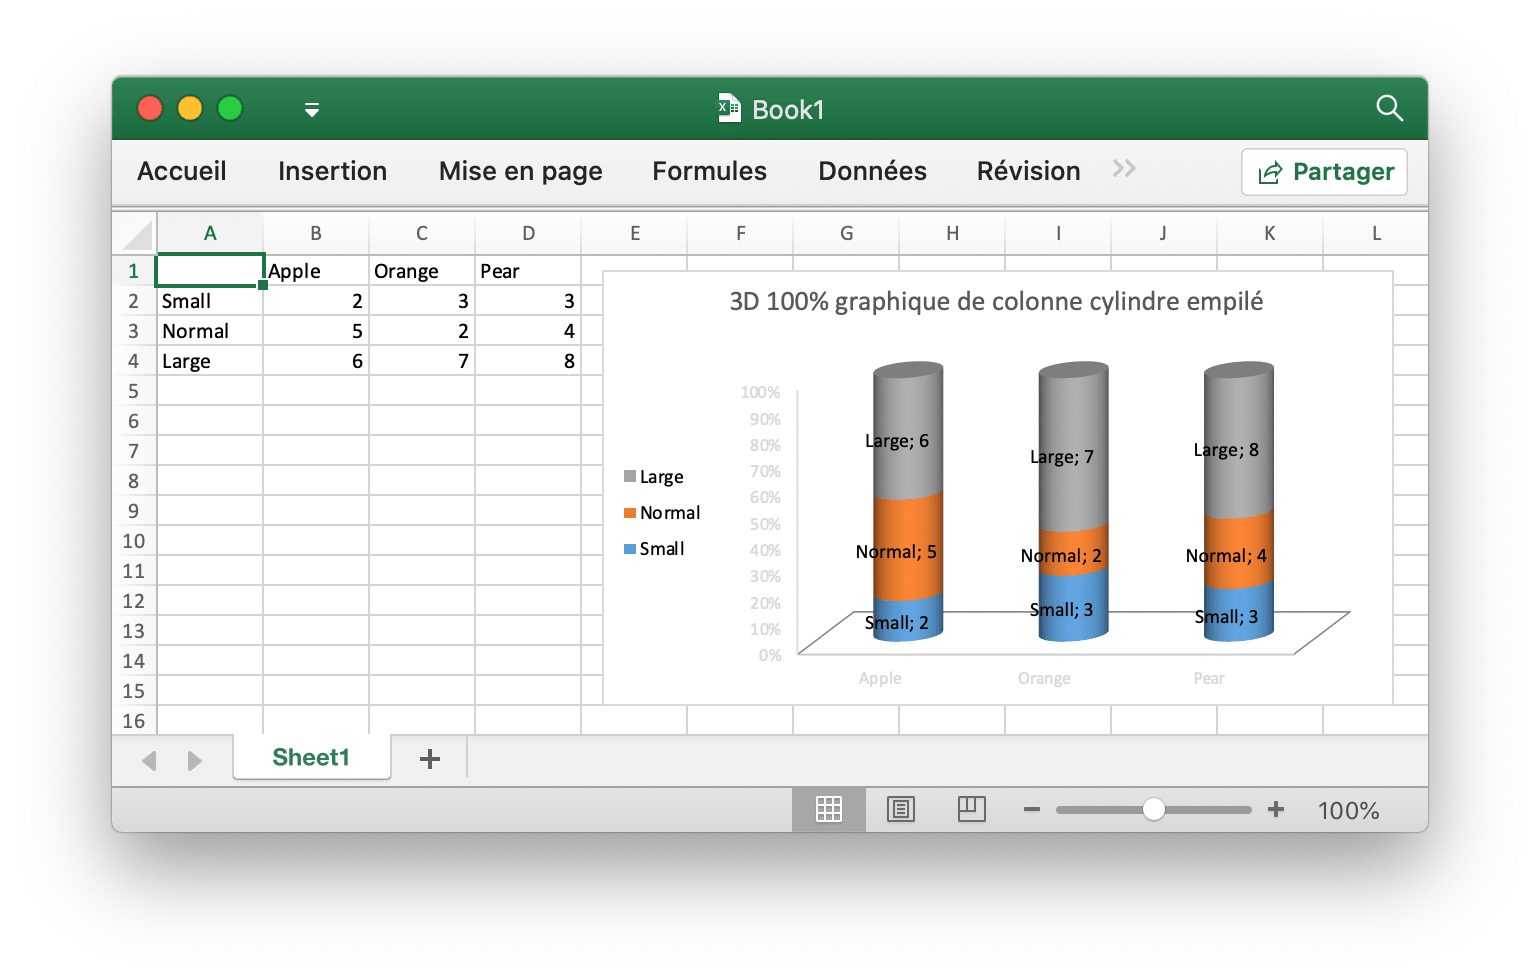 Book1
Accueil Insertion Mise en page Formules Données Révision Partager
A B C D E F G H I J K L
1 Apple Orange Pear
2 Small 2 3 3
3 Normal 5 2 4
4 Large 6 7 8
5
6
7
8
9
10
11
12
13
14
15
16
3D 100% graphique de colonne cylindre empilé
Large
Normal
Small
100%
90%
80%
70%
60%
50%
40%
30%
20%
10%
0%
Large; 6 Large; 7 Large; 8
Normal; 5 Normal; 2 Normal; 4
Small; 2 Small; 3 Small; 3
Apple Orange Pear
Sheet1
100%